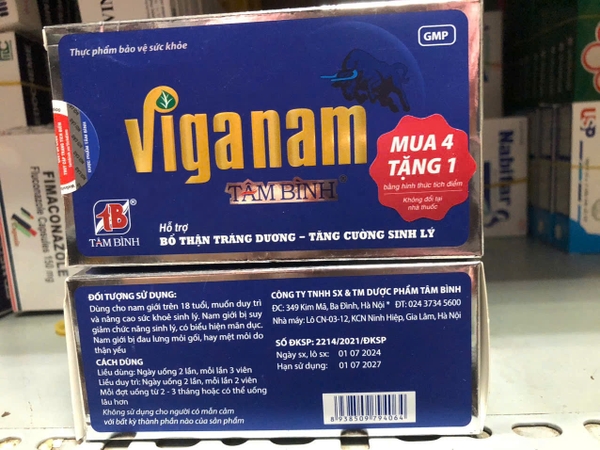 Thực phẩm bảo vệ sức khỏe
GMP
Viganam
TÂM BÌNH
MUA 4
TẶNG 1
bằng hình thức tích điểm
Không đổi tại
nhà thuốc
TB
TÂM BÌNH
Hỗ trợ
BỔ THẬN TRÁNG DƯƠNG – TĂNG CƯỜNG SINH LÝ
FIMACONAZOLE
Fluconazole Capsules 150 mg
Nabifar
USP
ĐỐI TƯỢNG SỬ DỤNG:
Dùng cho nam giới trên 18 tuổi, muốn duy trì
và nâng cao sức khoẻ sinh lý. Nam giới bị suy
giảm chức năng sinh lý, có biểu hiện mãn dục.
Nam giới bị đau lưng mỏi gối, hay mệt mỏi do
thận yếu
CÁCH DÙNG
Liều dùng: Ngày uống 2 lần, mỗi lần 3 viên
Liều duy trì: Ngày uống 2 lần, mỗi lần 2 viên
Mỗi đợt uống từ 2 - 3 tháng hoặc có thể uống
lâu hơn
Không sử dụng cho người có mẫn cảm
với bất kỳ thành phần nào của sản phẩm
CÔNG TY TNHH SX & TM DƯỢC PHẨM TÂM BÌNH
ĐC: 349 Kim Mã, Ba Đình, Hà Nội * ĐT: 024 3734 5600
Nhà máy: Lô CN-03-12, KCN Ninh Hiệp, Gia Lâm, Hà Nội
SỐ ĐKSP: 2214/2021/ĐKSP
Ngày sx, lô sx: 01 07 2024
Hạn sử dụng: 01 07 2027
8 938509 794064